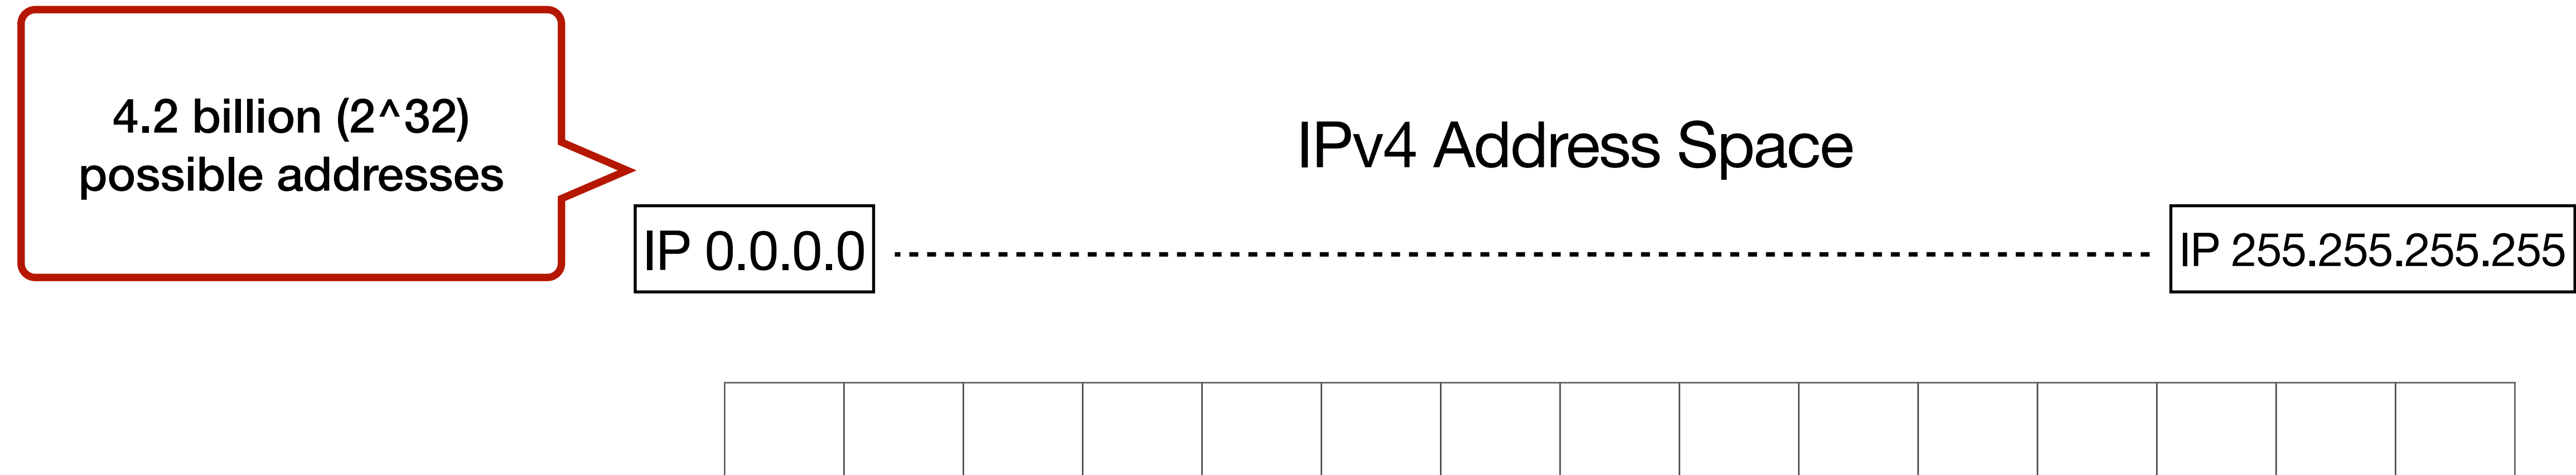 4.2 billion (2^32)
possible addresses
IPv4 Address Space
IP 0.0.0.0
IP 255.255.255.255